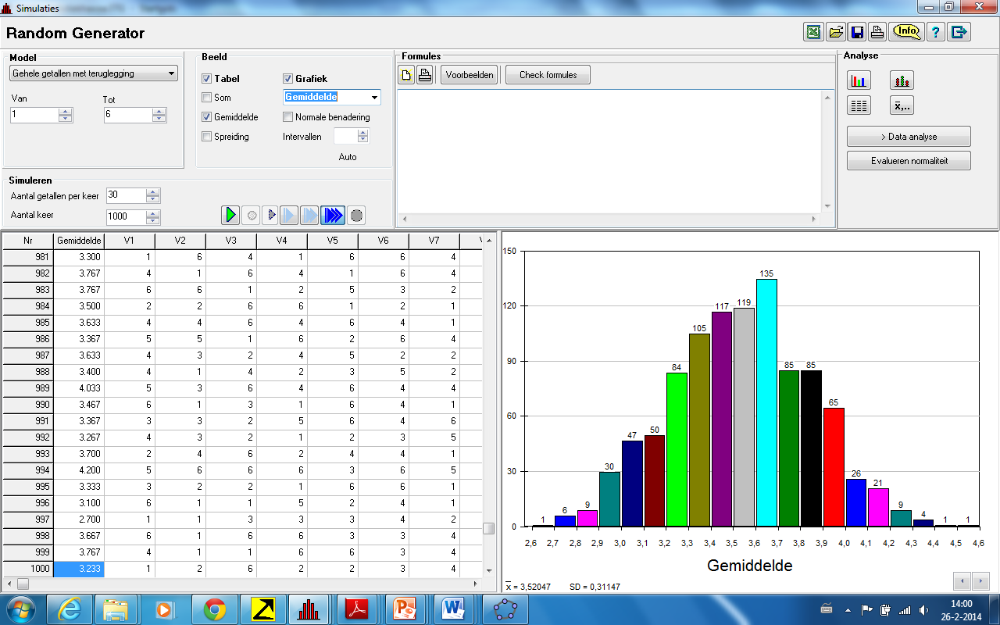 Simulaties
Random Generator
Info
?
Model
Gehele getallen met teruglegging
Van
Tot
1
6
Beeld
Tabel
Grafiek
Som
Gemiddelde
Gemiddelde
Normale benadering
Spreiding
Intervallen
Auto
Formules
Voorbeelden
Check formules
Analyse
x̄,..
> Data analyse
Evalueren normaliteit
Simuleren
Aantal getallen per keer
30
Aantal keer
1000
Nr Gemiddelde V1 V2 V3 V4 V5 V6 V7
981 3.300 1 6 4 1 6 6 4
982 3.767 4 1 6 4 1 6 4
983 3.767 6 6 1 2 5 3 2
984 3.500 2 2 6 6 1 2 1
985 3.633 4 4 6 4 6 4 1
986 3.367 5 5 1 6 2 6 4
987 3.633 4 3 2 4 5 2 2
988 3.400 4 1 4 2 3 5 2
989 4.033 5 3 6 4 6 4 4
990 3.467 6 1 3 1 6 4 1
991 3.367 3 3 2 5 6 4 6
992 3.267 4 3 2 1 2 3 5
993 3.700 2 4 6 2 4 4 1
994 4.200 5 6 6 6 3 6 5
995 3.333 3 2 2 1 6 6 1
996 3.100 6 1 1 5 2 4 1
997 2.700 1 1 3 3 1 4 2
998 3.667 6 1 6 6 3 3 4
999 3.767 4 1 1 6 6 3 4
1000 3.233 1 2 6 2 2 3 4
150
120
90
60
30
0
1 6 9 30 47 50 84 105 117 119 135 85 85 65 26 21 9 4 1 1
2,6 2,7 2,8 2,9 3,0 3,1 3,2 3,3 3,4 3,5 3,6 3,7 3,8 3,9 4,0 4,1 4,2 4,3 4,4 4,5 4,6
Gemiddelde
x̄ = 3,52047 SD = 0,31147
14:00
26-2-2014